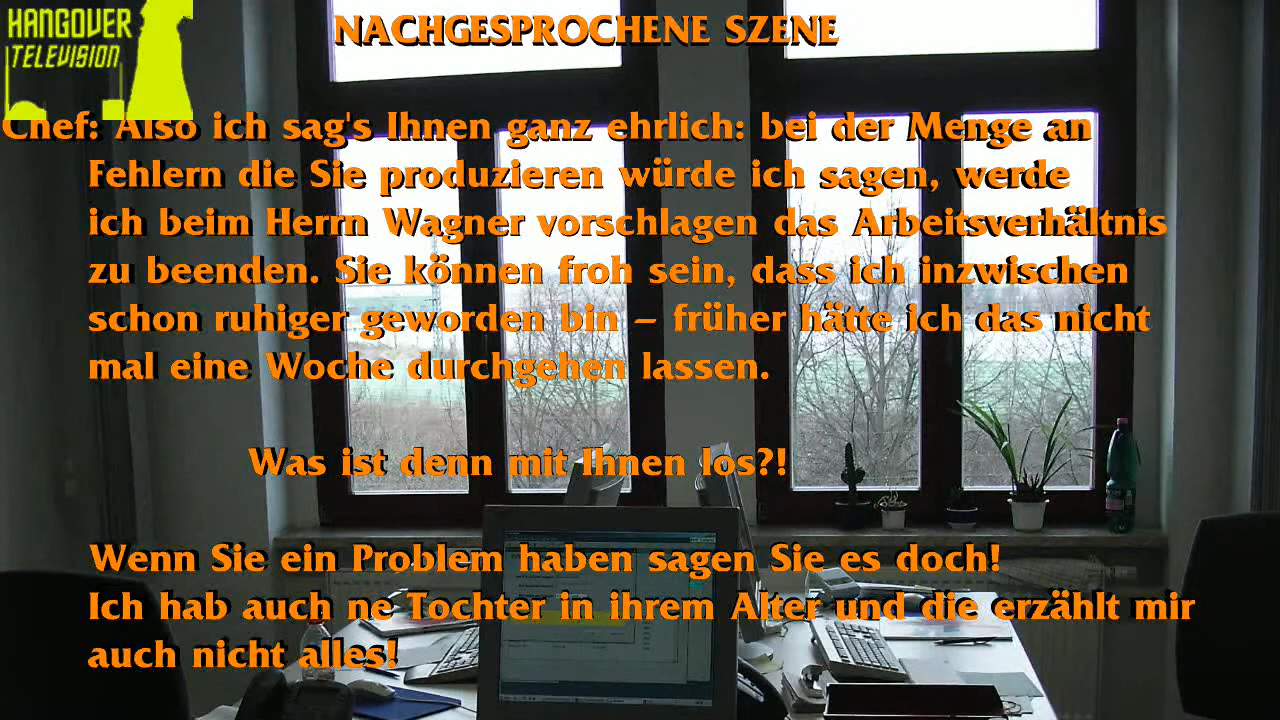 HANGOVER
TELEVISION
NACHGESPROCHENE SZENE
Chef: Also ich sag's Ihnen ganz ehrlich: bei der Menge an
Fehlern die Sie produzieren würde ich sagen, werde
ich beim Herrn Wagner vorschlagen das Arbeitsverhältnis
zu beenden. Sie können froh sein, dass ich inzwischen
schon ruhiger geworden bin – früher hätte ich das nicht
mal eine Woche durchgehen lassen.
Was ist denn mit Ihnen los?!
Wenn Sie ein Problem haben sagen Sie es doch!
Ich hab auch ne Tochter in ihrem Alter und die erzählt mir
auch nicht alles!